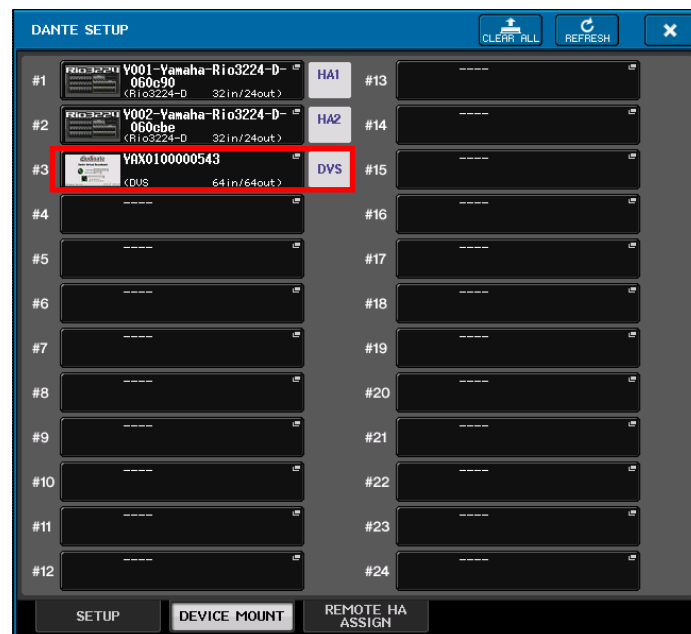 DANTE SETUP
CLEAR ALL
REFRESH
#1
Rio3224
Y001-Yamaha-Rio3224-D-
060c90
(Rio3224-D 32in/24out)
HA1
#2
Rio3224
Y002-Yamaha-Rio3224-D-
060cbe
(Rio3224-D 32in/24out)
HA2
#3
YAX0100000543
(DVS 64in/64out)
DVS
#4
----
#5
----
#6
----
#7
----
#8
----
#9
----
#10
----
#11
----
#12
----
#13
----
#14
----
#15
----
#16
----
#17
----
#18
----
#19
----
#20
----
#21
----
#22
----
#23
----
#24
----
SETUP
DEVICE MOUNT
REMOTE HA
ASSIGN